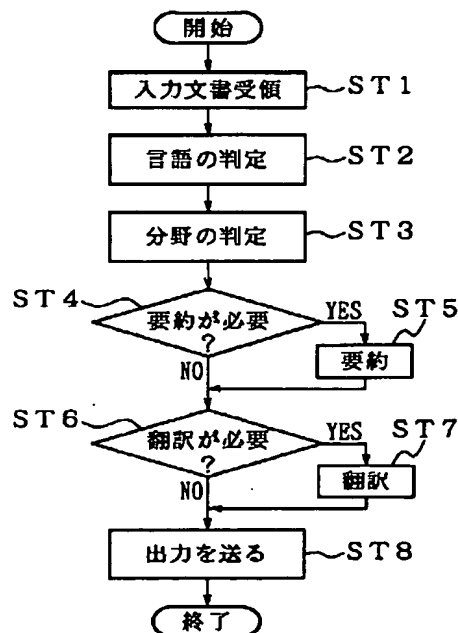 開始
入力文書受領
ST1
言語の判定
ST2
分野の判定
ST3
ST4
要約が必要
?
YES
ST5
要約
NO
ST6
翻訳が必要
?
YES
ST7
翻訳
NO
出力を送る
ST8
終了